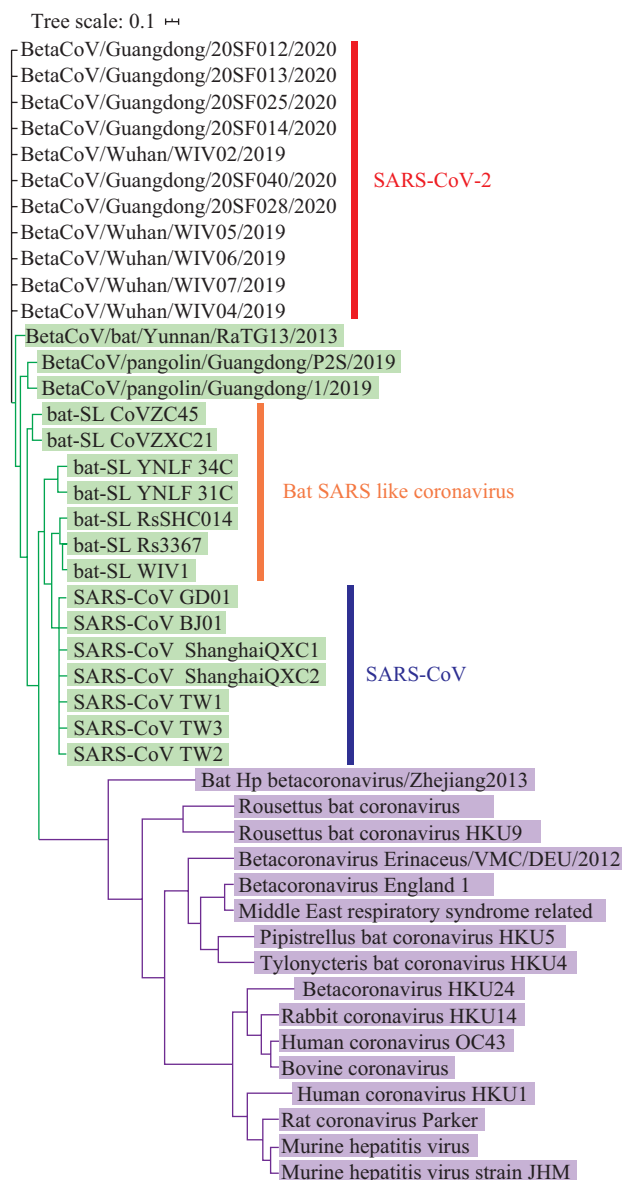 Tree scale: 0.1
BetaCoV/Guangdong/20SF012/2020
BetaCoV/Guangdong/20SF013/2020
BetaCoV/Guangdong/20SF025/2020
BetaCoV/Guangdong/20SF014/2020
BetaCoV/Wuhan/WIV02/2019
BetaCoV/Guangdong/20SF040/2020
SARS-CoV-2
BetaCoV/Guangdong/20SF028/2020
BetaCoV/Wuhan/WIV05/2019
BetaCoV/Wuhan/WIV06/2019
BetaCoV/Wuhan/WIV07/2019
BetaCoV/Wuhan/WIV04/2019
BetaCoV/bat/Yunnan/RaTG13/2013
BetaCoV/pangolin/Guangdong/P2S/2019
BetaCoV/pangolin/Guangdong/1/2019
bat-SL CoVZC45
bat-SL CoVZXC21
bat-SL YNLF 34C
bat-SL YNLF 31C
Bat SARS like coronavirus
bat-SL RsSHC014
bat-SL Rs3367
bat-SL WIV1
SARS-CoV GD01
SARS-CoV BJ01
SARS-CoV ShanghaiQXC1
SARS-CoV ShanghaiQXC2
SARS-CoV
SARS-CoV TW1
SARS-CoV TW3
SARS-CoV TW2
Bat Hp betacoronavirus/Zhejiang2013
Rousettus bat coronavirus
Rousettus bat coronavirus HKU9
Betacoronavirus Erinaceus/VMC/DEU/2012
Betacoronavirus England 1
Middle East respiratory syndrome related
Pipistrellus bat coronavirus HKU5
Tylonycteris bat coronavirus HKU4
Betacoronavirus HKU24
Rabbit coronavirus HKU14
Human coronavirus OC43
Bovine coronavirus
Human coronavirus HKU1
Rat coronavirus Parker
Murine hepatitis virus
Murine hepatitis virus strain JHM